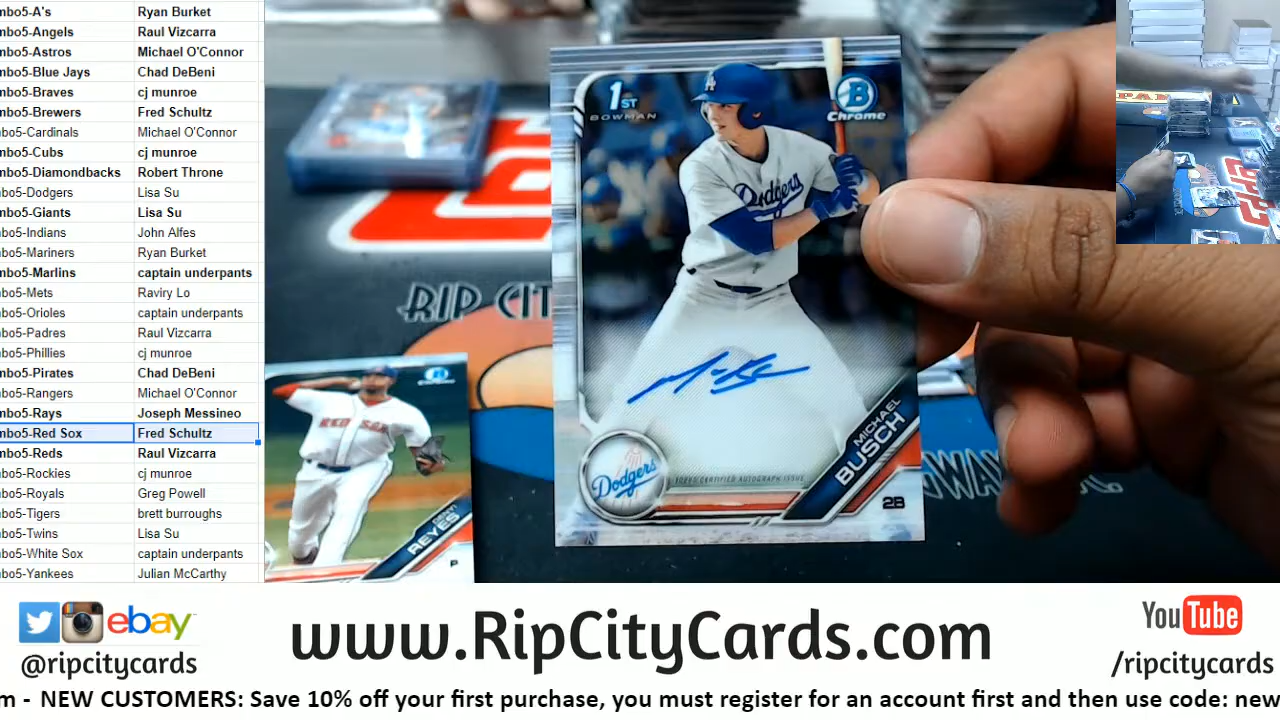 mbo5-A's Ryan Burket
mbo5-Angels Raul Vizcarra
mbo5-Astros Michael O'Connor
mbo5-Blue Jays Chad DeBeni
mbo5-Braves cj munroe
mbo5-Brewers Fred Schultz
mbo5-Cardinals Michael O'Connor
mbo5-Cubs cj munroe
mbo5-Diamondbacks Robert Throne
mbo5-Dodgers Lisa Su
mbo5-Giants Lisa Su
mbo5-Indians John Alfes
mbo5-Mariners Ryan Burket
mbo5-Marlins captain underpants
mbo5-Mets Raviry Lo
mbo5-Orioles captain underpants
mbo5-Padres Raul Vizcarra
mbo5-Phillies cj munroe
mbo5-Pirates Chad DeBeni
mbo5-Rangers Michael O'Connor
mbo5-Rays Joseph Messineo
mbo5-Red Sox Fred Schultz
mbo5-Reds Raul Vizcarra
mbo5-Rockies cj munroe
mbo5-Royals Greg Powell
mbo5-Tigers brett burroughs
mbo5-Twins Lisa Su
mbo5-White Sox captain underpants
mbo5-Yankees Julian McCarthy
1ST
BOWMAN
B
Chrome
Dodgers
MICHAEL
BUSCH
2B
Dodgers
TOPPS CERTIFIED AUTOGRAPH ISSUE
RIP CIT
RED SOX
REYES
P
ebay
@ripcitycards
www.RipCityCards.com
YouTube
/ripcitycards
m - NEW CUSTOMERS: Save 10% off your first purchase, you must register for an account first and then use code: new